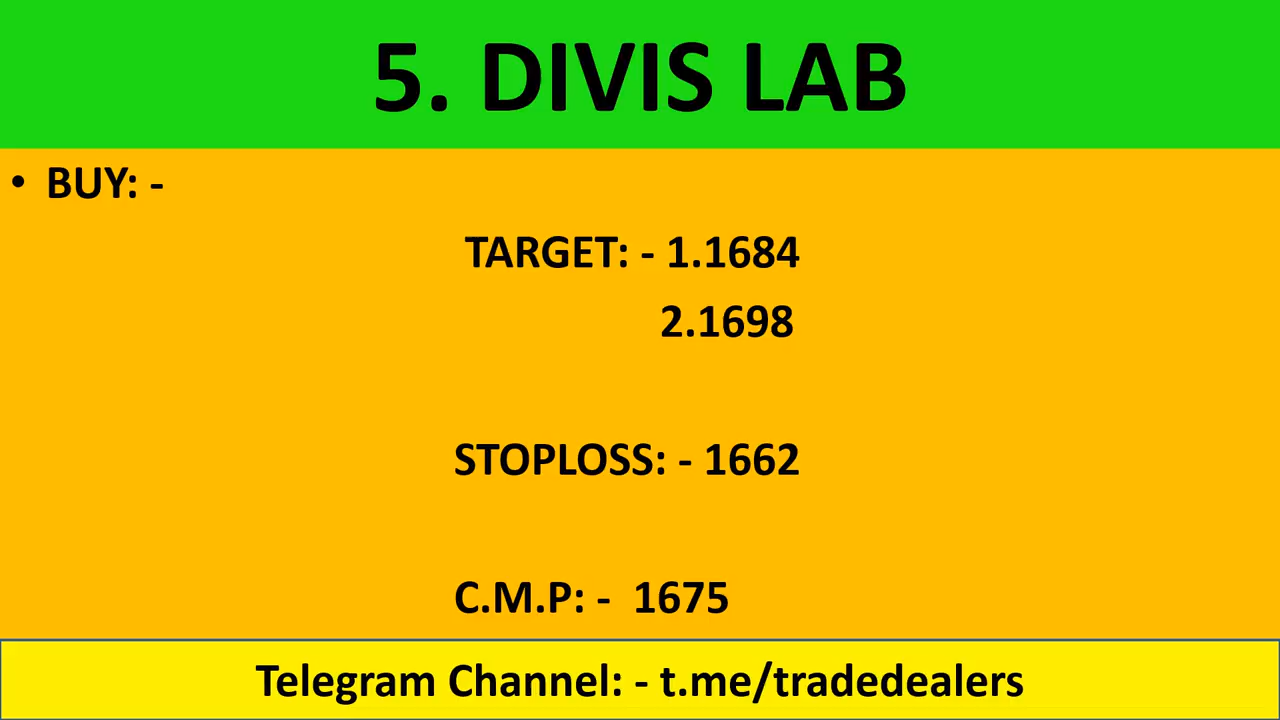 5. DIVIS LAB
• BUY: -
TARGET: - 1.1684
2.1698
STOPLOSS: - 1662
C.M.P: - 1675
Telegram Channel: - t.me/tradedealers